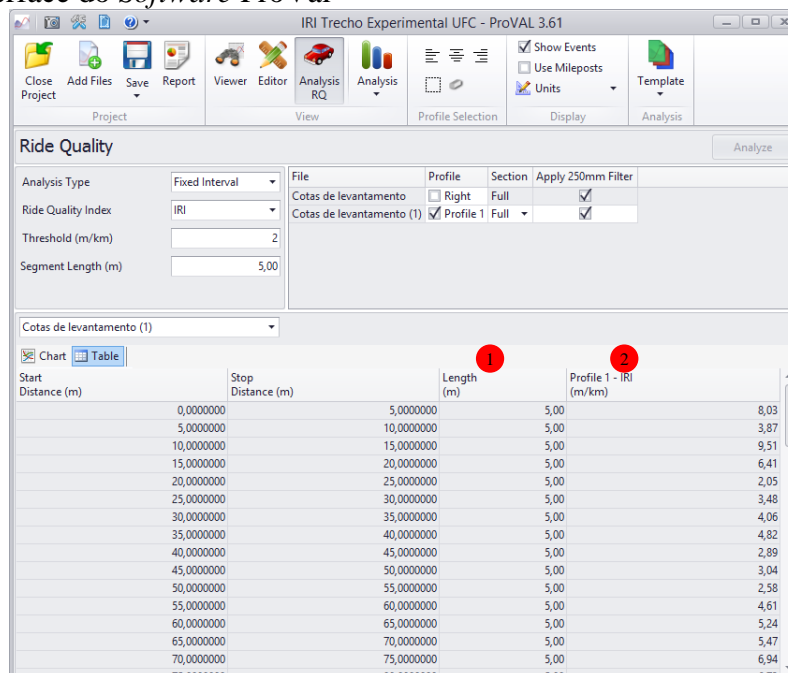 Software ProVal
IRI Trecho Experimental UFC - ProVAL 3.61
Close Project
Add Files
Save
Report
Viewer
Editor
Analysis RQ
Analysis
Show Events
Use Mileposts
Units
Template
Project
View
Profile Selection
Display
Analysis
Ride Quality
Analyze
Analysis Type Fixed Interval
Ride Quality Index IRI
Threshold (m/km) 2
Segment Length (m) 5,00
File Profile Section Apply 250mm Filter
Cotas de levantamento Right Full
Cotas de levantamento (1) Profile 1 Full
Cotas de levantamento (1)
Chart Table
1 2
Start Distance (m) Stop Distance (m) Length (m) Profile 1 - IRI (m/km)
0,0000000 5,0000000 5,00 8,03
5,0000000 10,0000000 5,00 3,87
10,0000000 15,0000000 5,00 9,51
15,0000000 20,0000000 5,00 6,41
20,0000000 25,0000000 5,00 2,05
25,0000000 30,0000000 5,00 3,48
30,0000000 35,0000000 5,00 4,06
35,0000000 40,0000000 5,00 4,82
40,0000000 45,0000000 5,00 2,89
45,0000000 50,0000000 5,00 3,04
50,0000000 55,0000000 5,00 2,58
55,0000000 60,0000000 5,00 4,61
60,0000000 65,0000000 5,00 5,24
65,0000000 70,0000000 5,00 5,47
70,0000000 75,0000000 5,00 6,94